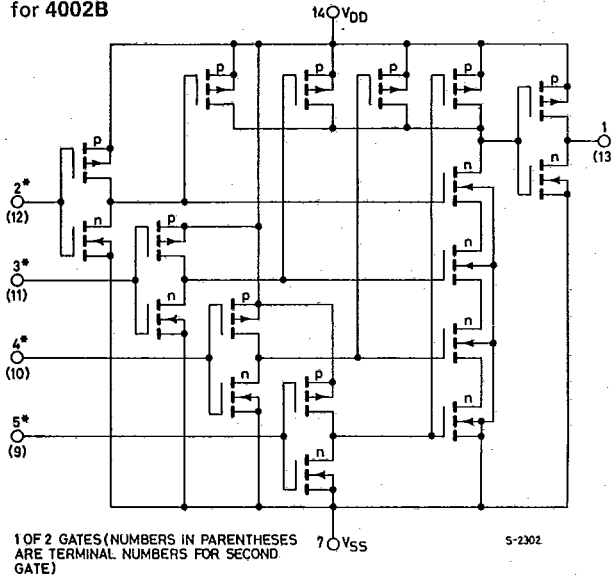 for 4002B
14 VDD
p p p p p
p
1
(13
n
2*
(12)
n
n
p
3*
(11)
n
n
p
4*
(10)
n
n
p
n
5*
(9)
n
1 OF 2 GATES (NUMBERS IN PARENTHESES
ARE TERMINAL NUMBERS FOR SECOND
GATE)
7 VSS
S-2302